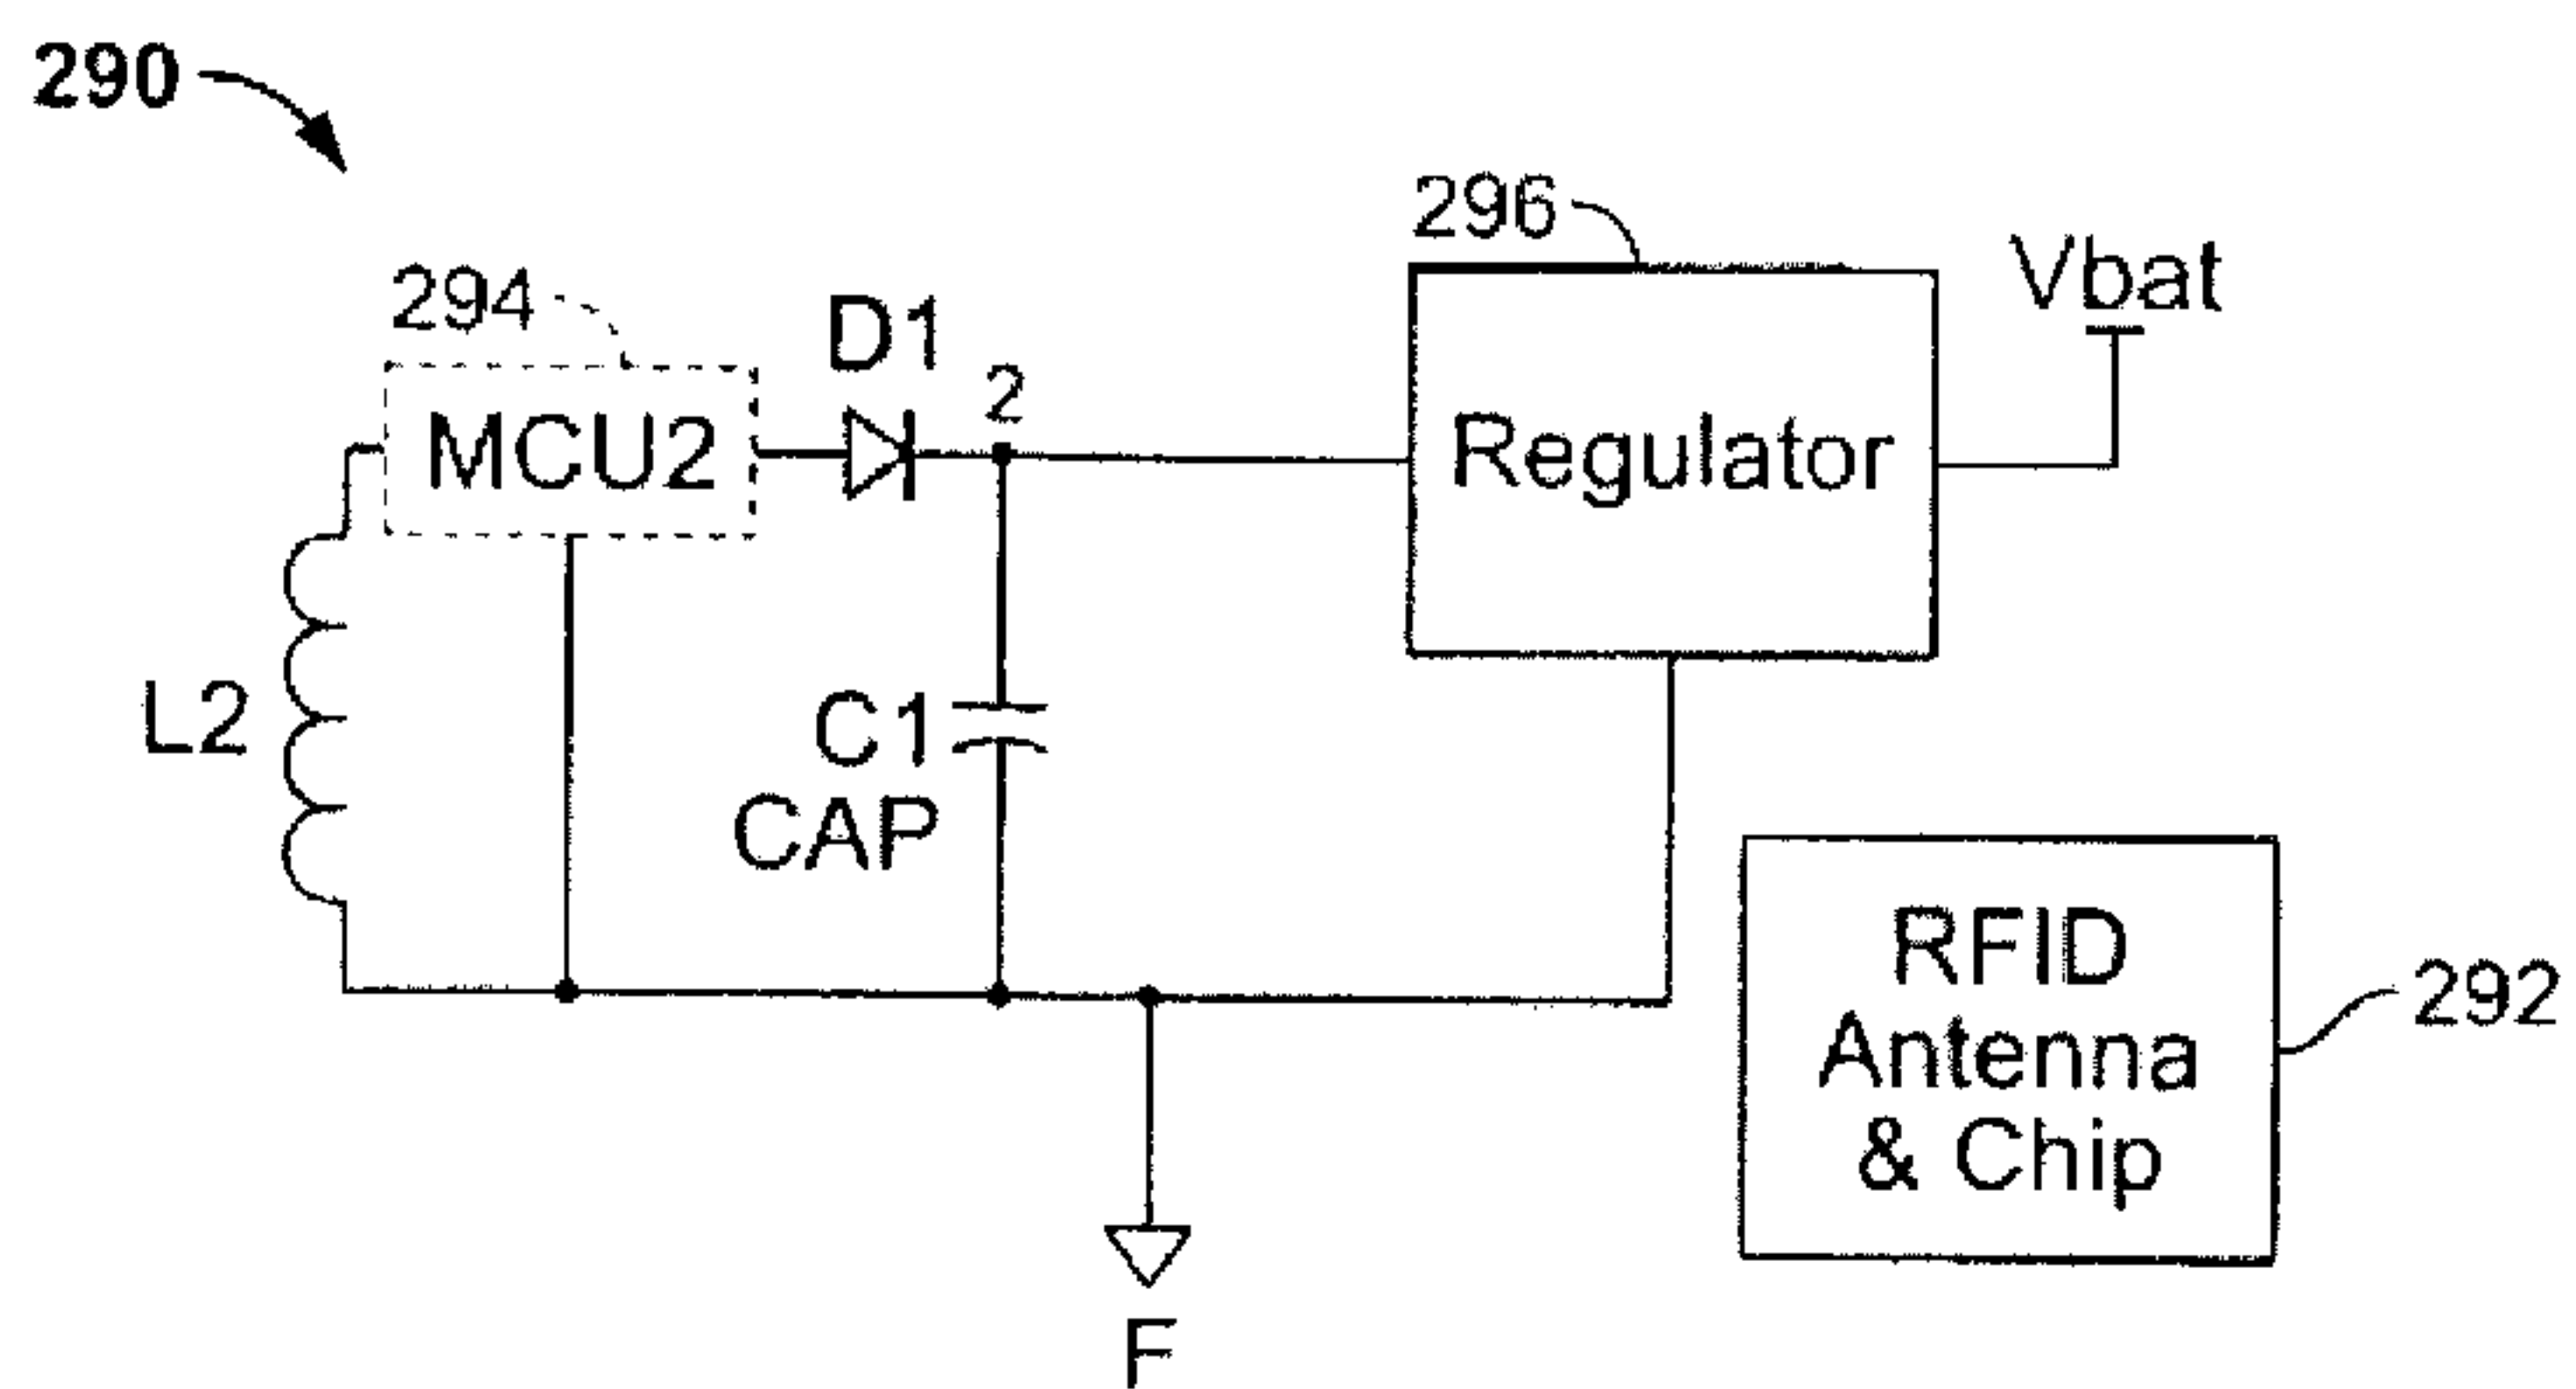 290
296
Vbat
294
D1
2
MCU2
Regulator
L2
C1
CAP
RFID
Antenna
& Chip
292
F